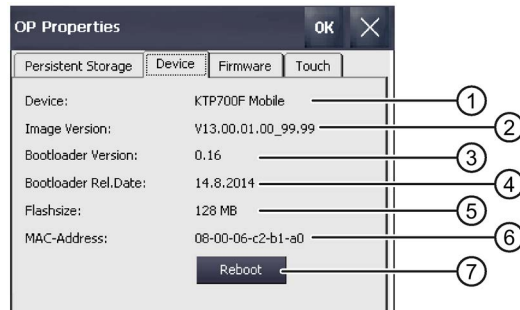 OP Properties OK
Persistent Storage Device Firmware Touch
Device: KTP700F Mobile 1
Image Version: V13.00.01.00_99.99 2
Bootloader Version: 0.16 3
Bootloader Rel.Date: 14.8.2014 4
Flashsize: 128 MB 5
MAC-Address: 08-00-06-c2-b1-a0 6
Reboot 7